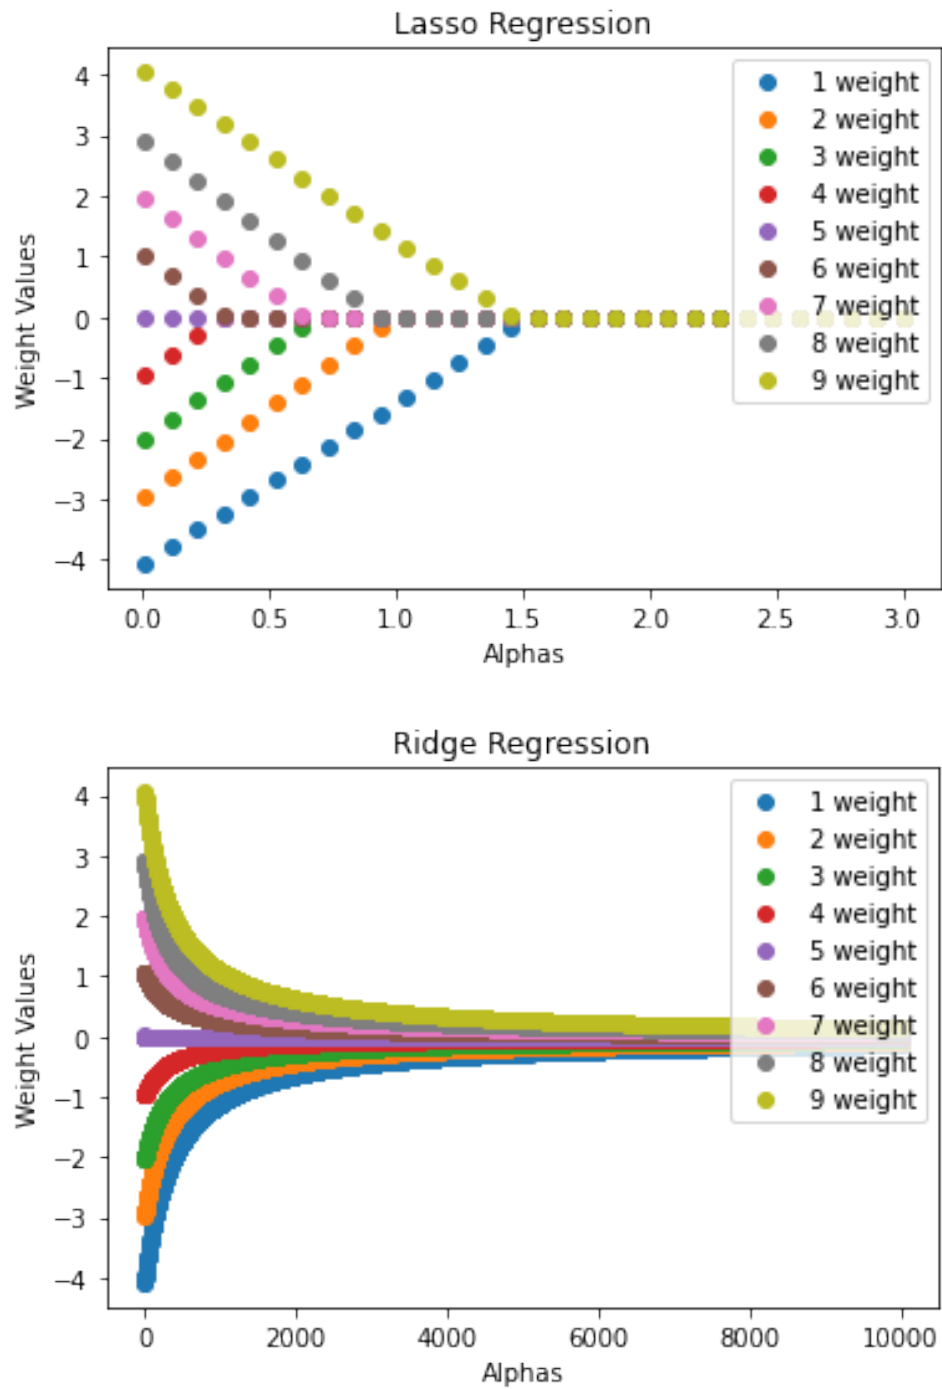 Lasso Regression
4
3
2
1
0
−1
−2
−3
−4
Weight Values
1 weight
2 weight
3 weight
4 weight
5 weight
6 weight
7 weight
8 weight
9 weight
0.0 0.5 1.0 1.5 2.0 2.5 3.0
Alphas
Ridge Regression
4
3
2
1
0
−1
−2
−3
−4
Weight Values
1 weight
2 weight
3 weight
4 weight
5 weight
6 weight
7 weight
8 weight
9 weight
0 2000 4000 6000 8000 10000
Alphas